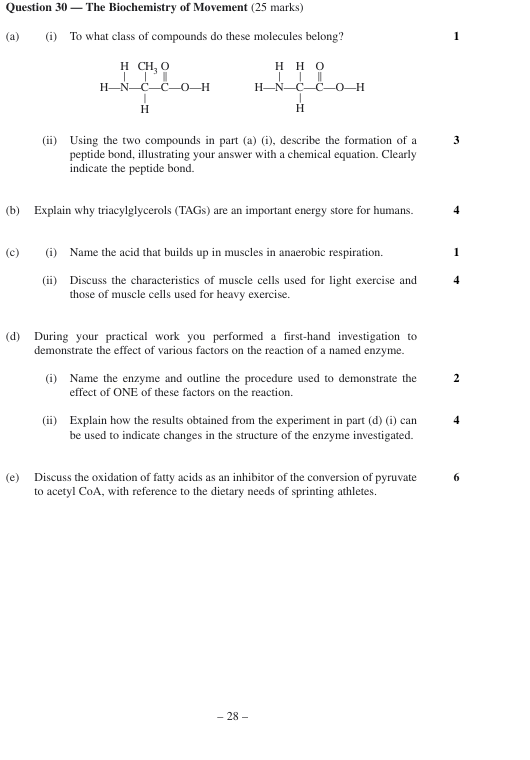 Question 30 — The Biochemistry of Movement (25 marks)
(a) (i) To what class of compounds do these molecules belong? 1
H CH3 O H H O
H—N—C—C—O—H H—N—C—C—O—H
H H
(ii) Using the two compounds in part (a) (i), describe the formation of a 3
peptide bond, illustrating your answer with a chemical equation. Clearly
indicate the peptide bond.
(b) Explain why triacylglycerols (TAGs) are an important energy store for humans. 4
(c) (i) Name the acid that builds up in muscles in anaerobic respiration. 1
(ii) Discuss the characteristics of muscle cells used for light exercise and 4
those of muscle cells used for heavy exercise.
(d) During your practical work you performed a first-hand investigation to
demonstrate the effect of various factors on the reaction of a named enzyme.
(i) Name the enzyme and outline the procedure used to demonstrate the 2
effect of ONE of these factors on the reaction.
(ii) Explain how the results obtained from the experiment in part (d) (i) can 4
be used to indicate changes in the structure of the enzyme investigated.
(e) Discuss the oxidation of fatty acids as an inhibitor of the conversion of pyruvate 6
to acetyl CoA, with reference to the dietary needs of sprinting athletes.
– 28 –